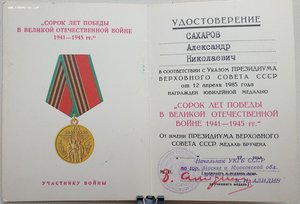 „СОРОК ЛЕТ ПОБЕДЫ
В ВЕЛИКОЙ ОТЕЧЕСТВЕННОЙ ВОЙНЕ
1941—1945 гг.“
УЧАСТНИКУ ВОЙНЫ
УДОСТОВЕРЕНИЕ
САХАРОВ
Александр
Николаевич
В СООТВЕТСТВИИ С УКАЗОМ ПРЕЗИДИУМА
ВЕРХОВНОГО СОВЕТА СССР
от 12 апреля 1985 года
НАГРАЖДЕН ЮБИЛЕЙНОЙ МЕДАЛЬЮ
„СОРОК ЛЕТ ПОБЕДЫ
В ВЕЛИКОЙ ОТЕЧЕСТВЕННОЙ
ВОЙНЕ 1941—1945 гг.“
От имени ПРЕЗИДИУМА ВЕРХОВНОГО
СОВЕТА СССР МЕДАЛЬ ВРУЧЕНА
Начальник УКГБ СССР
по гор. Москве и Московской обл.
В.И. АЛИДИН